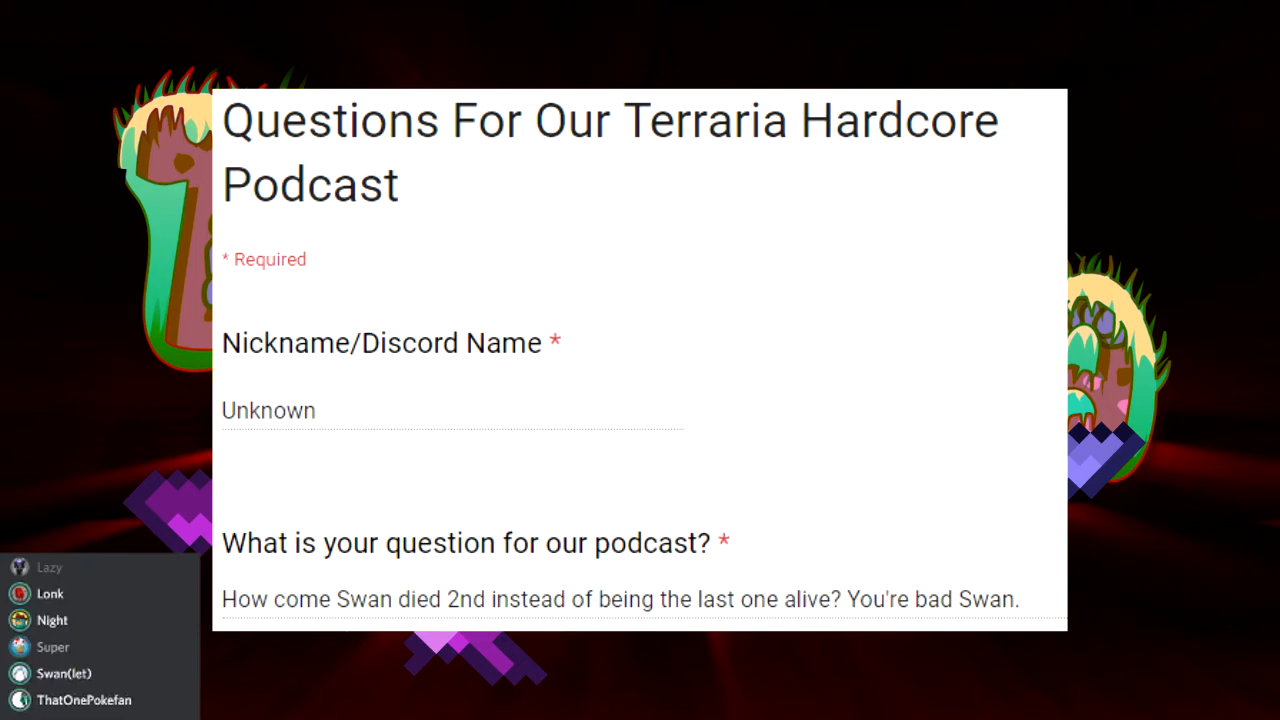 Questions For Our Terraria Hardcore
Podcast
* Required
Nickname/Discord Name *
Unknown
What is your question for our podcast? *
How come Swan died 2nd instead of being the last one alive? You're bad Swan.
Lazy
Lonk
Night
Super
Swan(let)
ThatOnePokefan